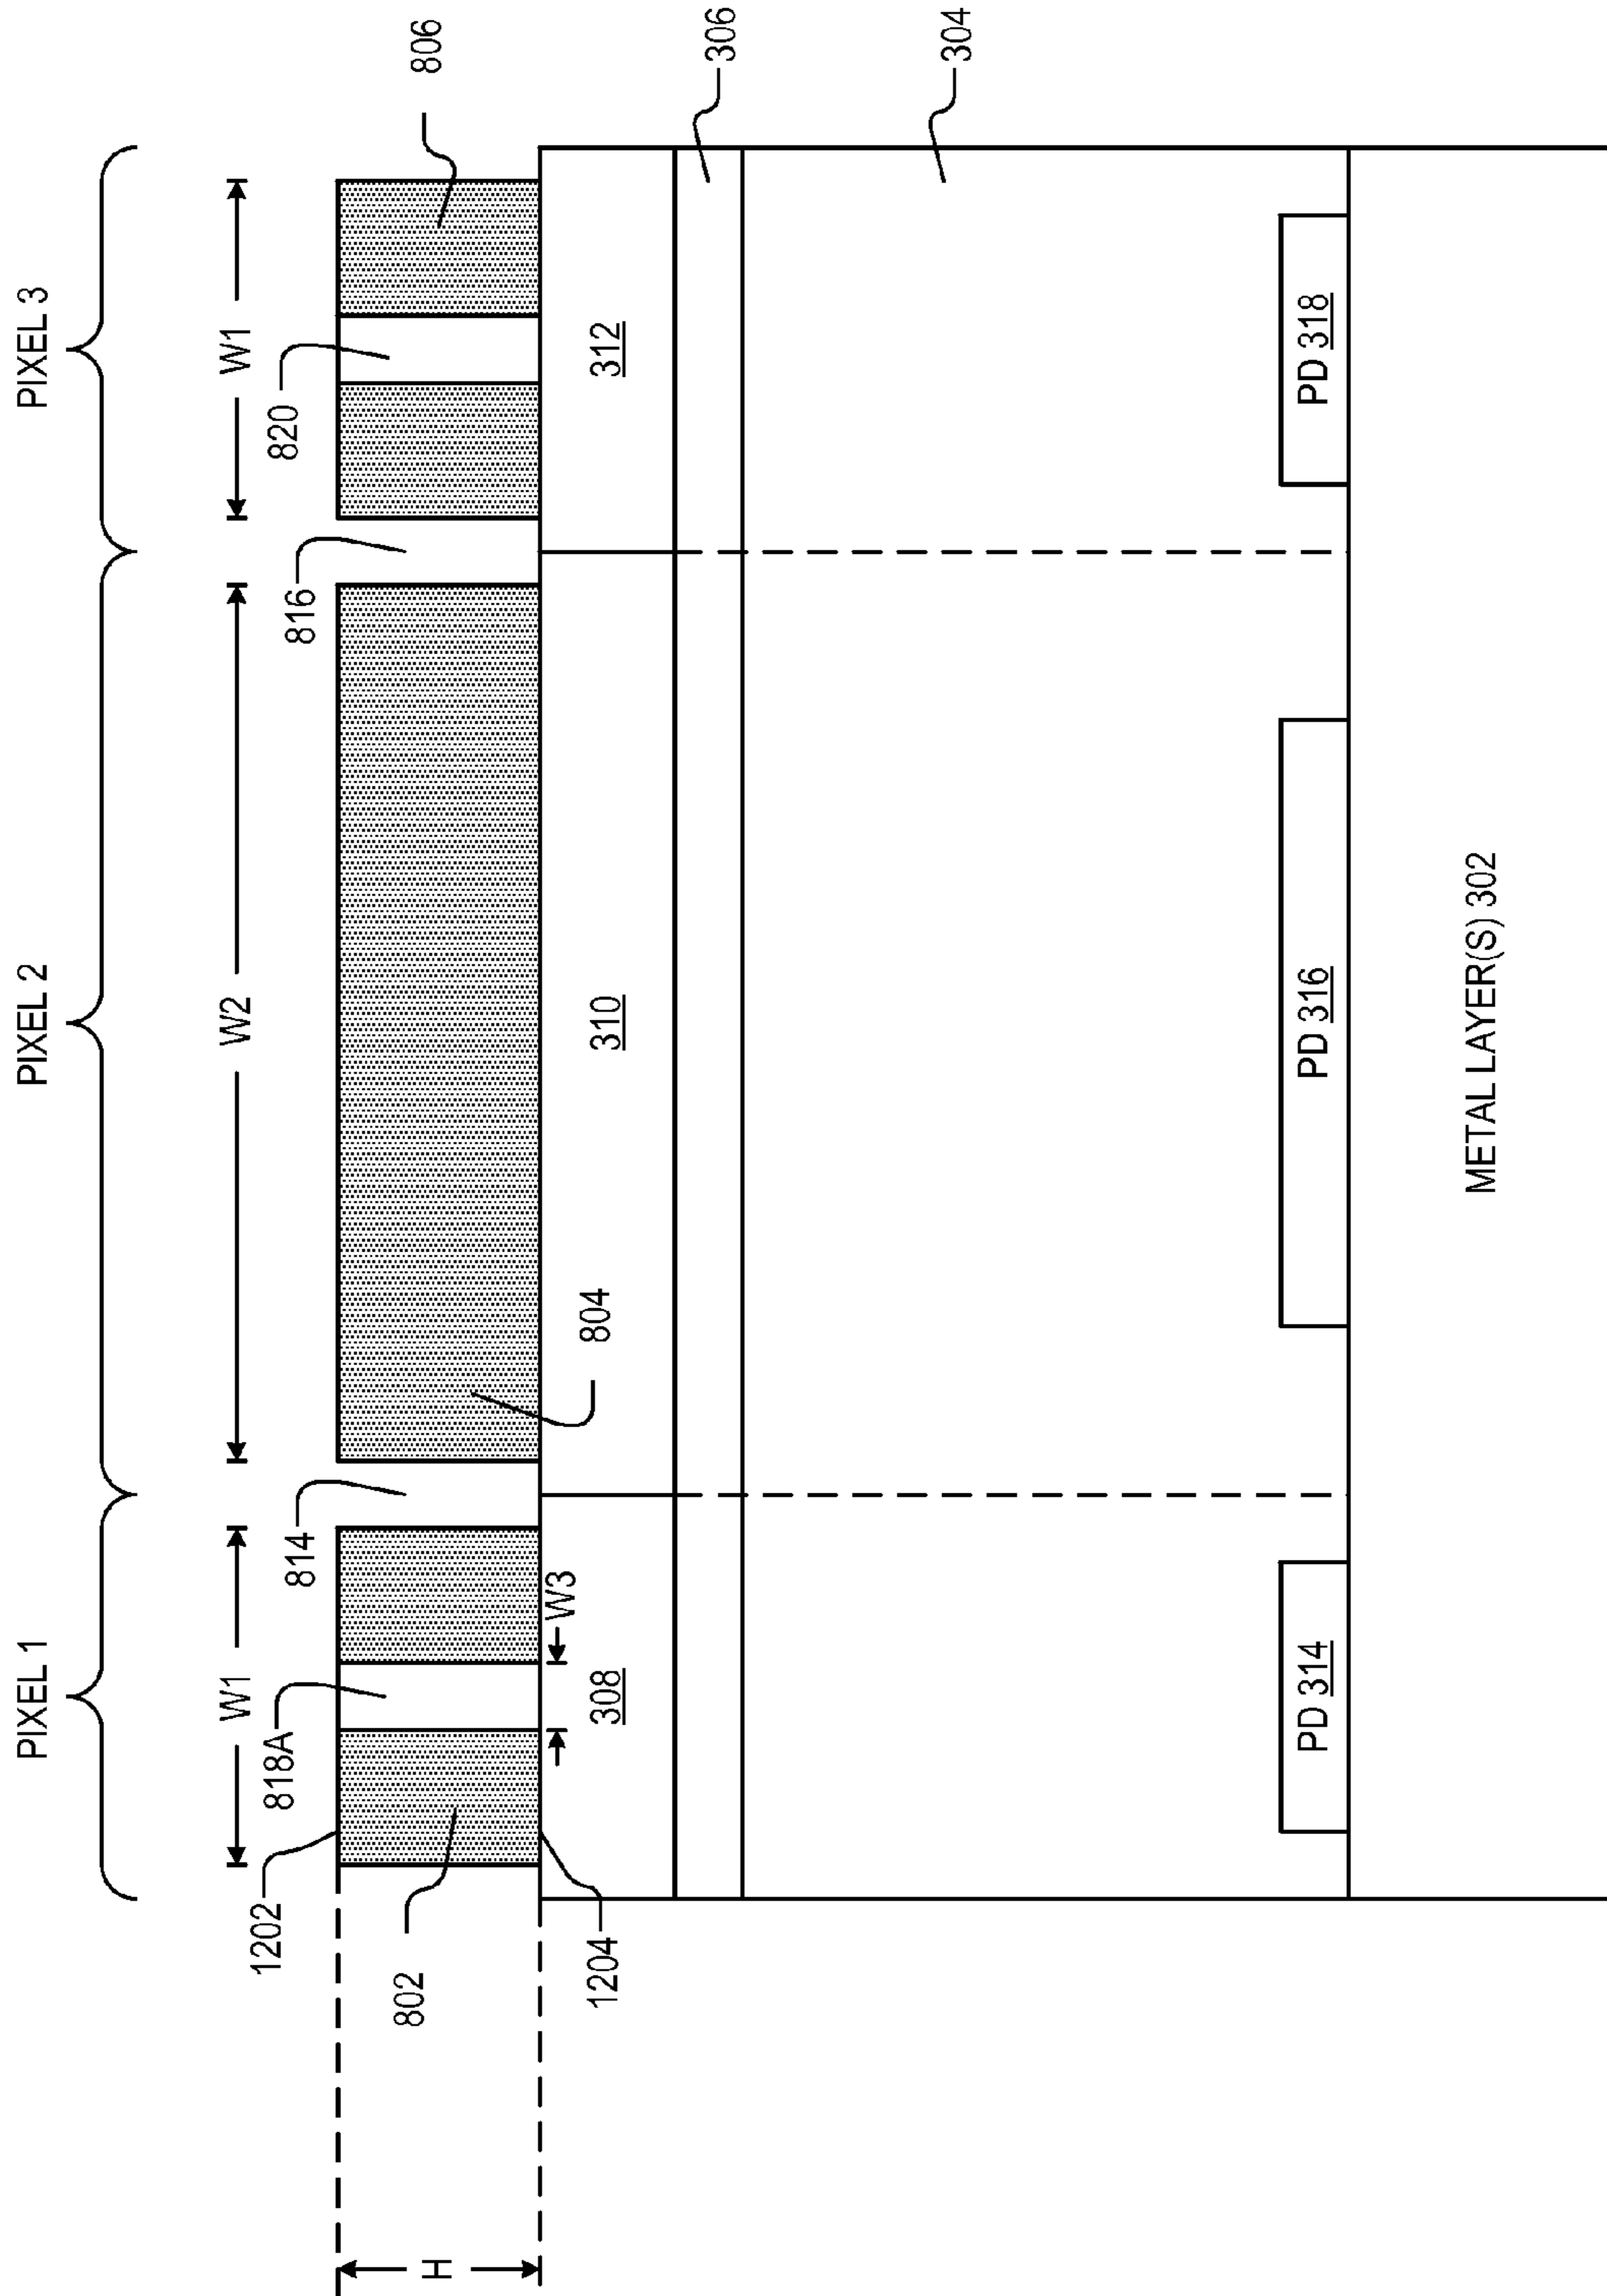 PIXEL 1
PIXEL 2
PIXEL 3
W1
W2
W1
1202
818A
814
816
820
H
802
806
1204
W3
804
308
310
312
306
304
PD 314
PD 316
PD 318
METAL LAYER(S) 302